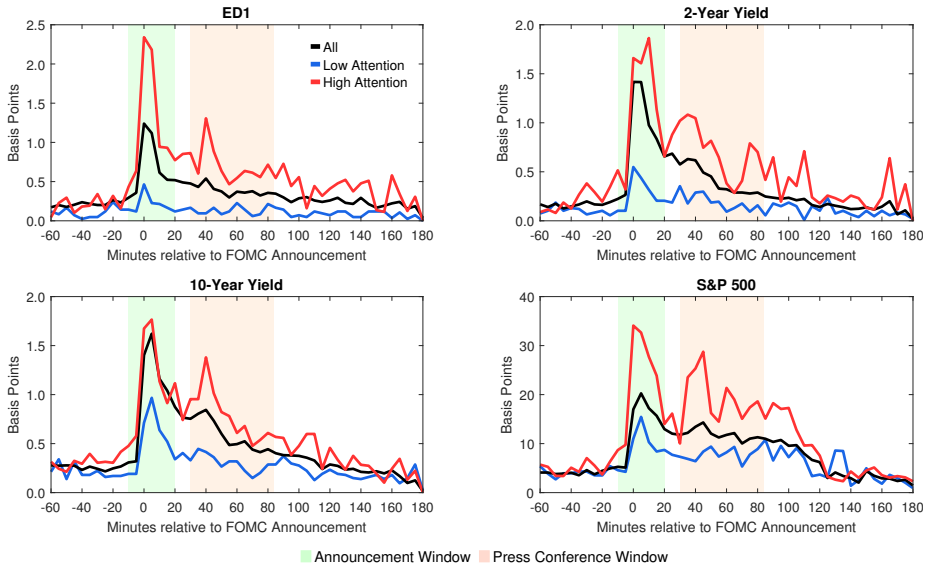 ED1
2.5
2.0
1.5
1.0
0.5
0.0
Basis Points
All
Low Attention
High Attention
-60 -40 -20 0 20 40 60 80 100 120 140 160 180
Minutes relative to FOMC Announcement
2-Year Yield
2.0
1.5
1.0
0.5
0.0
Basis Points
-60 -40 -20 0 20 40 60 80 100 120 140 160 180
Minutes relative to FOMC Announcement
10-Year Yield
2.0
1.5
1.0
0.5
0.0
Basis Points
-60 -40 -20 0 20 40 60 80 100 120 140 160 180
Minutes relative to FOMC Announcement
S&P 500
40
30
20
10
0
Basis Points
-60 -40 -20 0 20 40 60 80 100 120 140 160 180
Minutes relative to FOMC Announcement
Announcement Window Press Conference Window